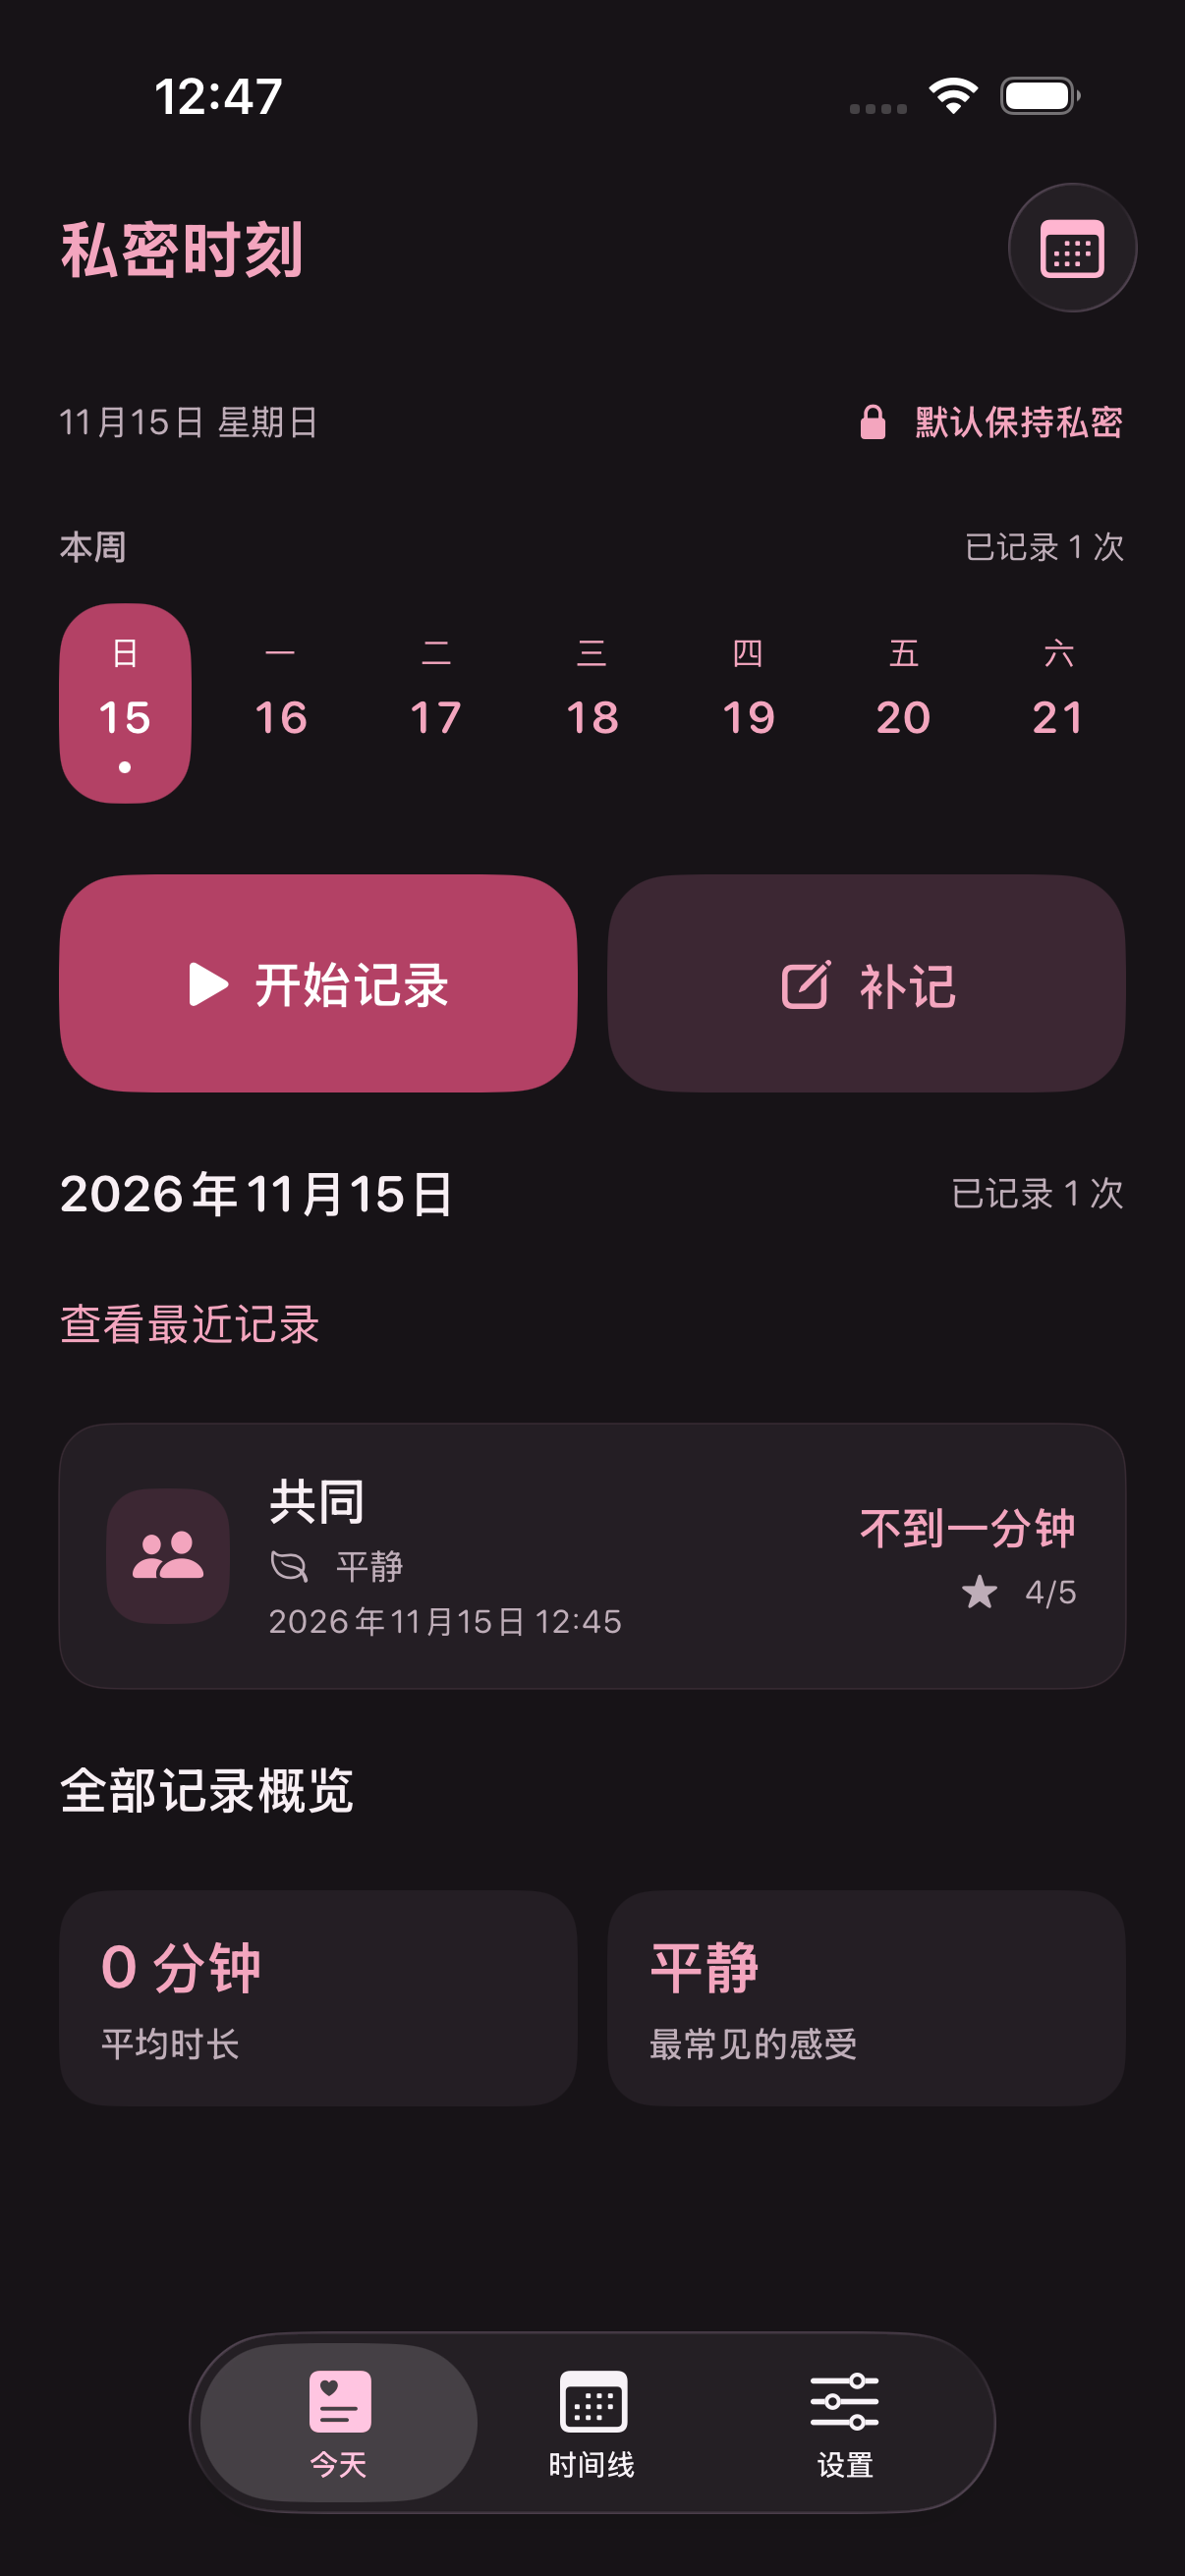 12:47
私密时刻
11月15日 星期日
默认保持私密
本周
已记录 1 次
日 一 二 三 四 五 六
15 16 17 18 19 20 21
开始记录
补记
2026年11月15日
已记录 1 次
查看最近记录
共同
不到一分钟
平静
4/5
2026年11月15日 12:45
全部记录概览
0 分钟
平静
平均时长
最常见的感受
今天
时间线
设置